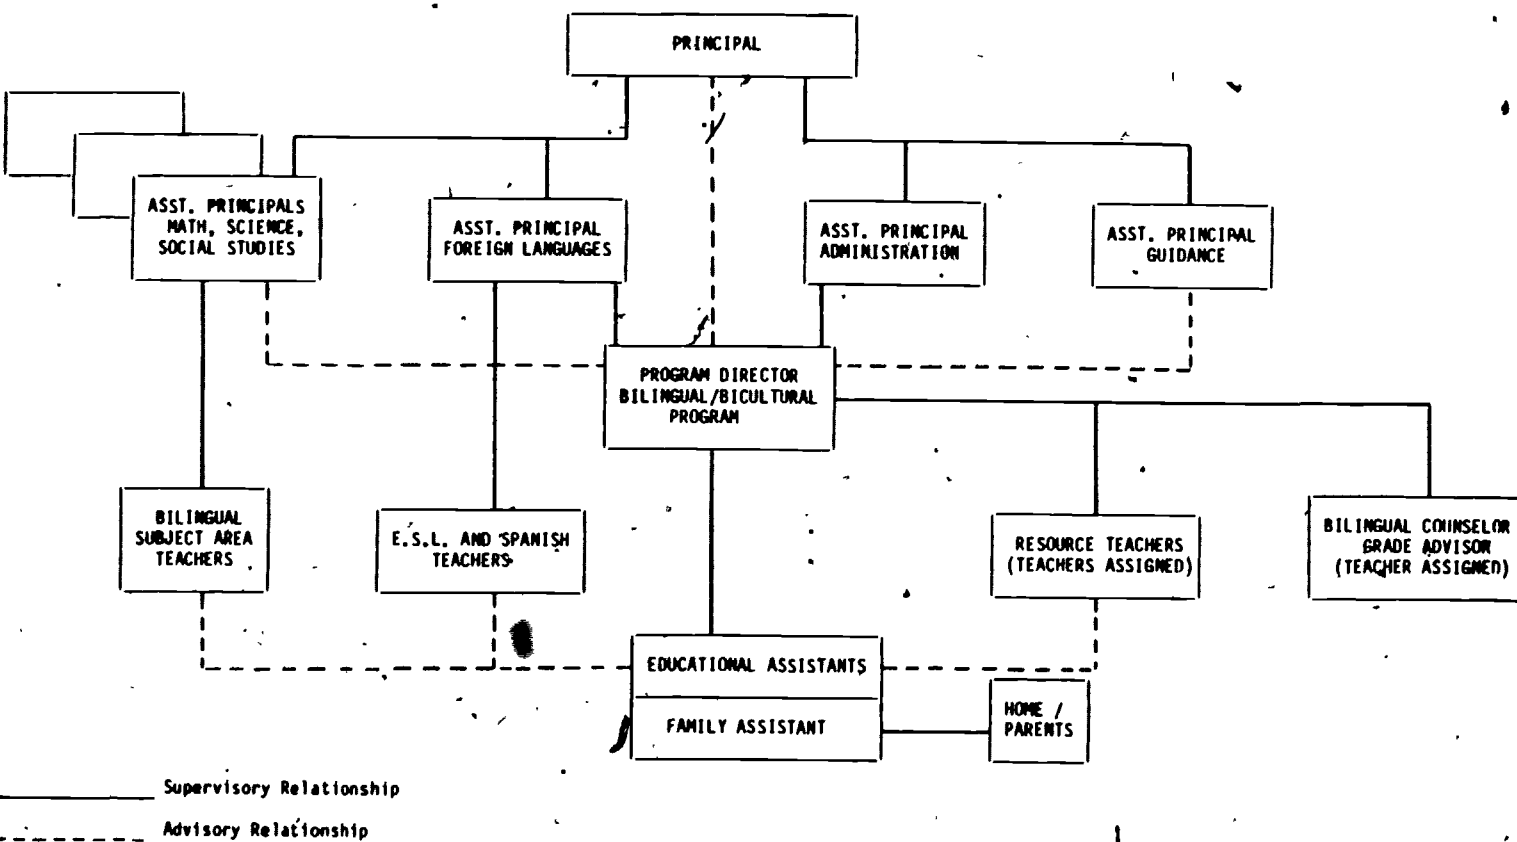 PRINCIPAL
ASST. PRINCIPALS
MATH, SCIENCE,
SOCIAL STUDIES
ASST. PRINCIPAL
FOREIGN LANGUAGES
ASST. PRINCIPAL
ADMINISTRATION
ASST. PRINCIPAL
GUIDANCE
PROGRAM DIRECTOR
BILINGUAL/BICULTURAL
PROGRAM
BILINGUAL
SUBJECT AREA
TEACHERS
E.S.L. AND SPANISH
TEACHERS
RESOURCE TEACHERS
(TEACHERS ASSIGNED)
BILINGUAL COUNSELOR
GRADE ADVISOR
(TEACHER ASSIGNED)
EDUCATIONAL ASSISTANTS
FAMILY ASSISTANT
HOME /
PARENTS
Supervisory Relationship
Advisory Relationship